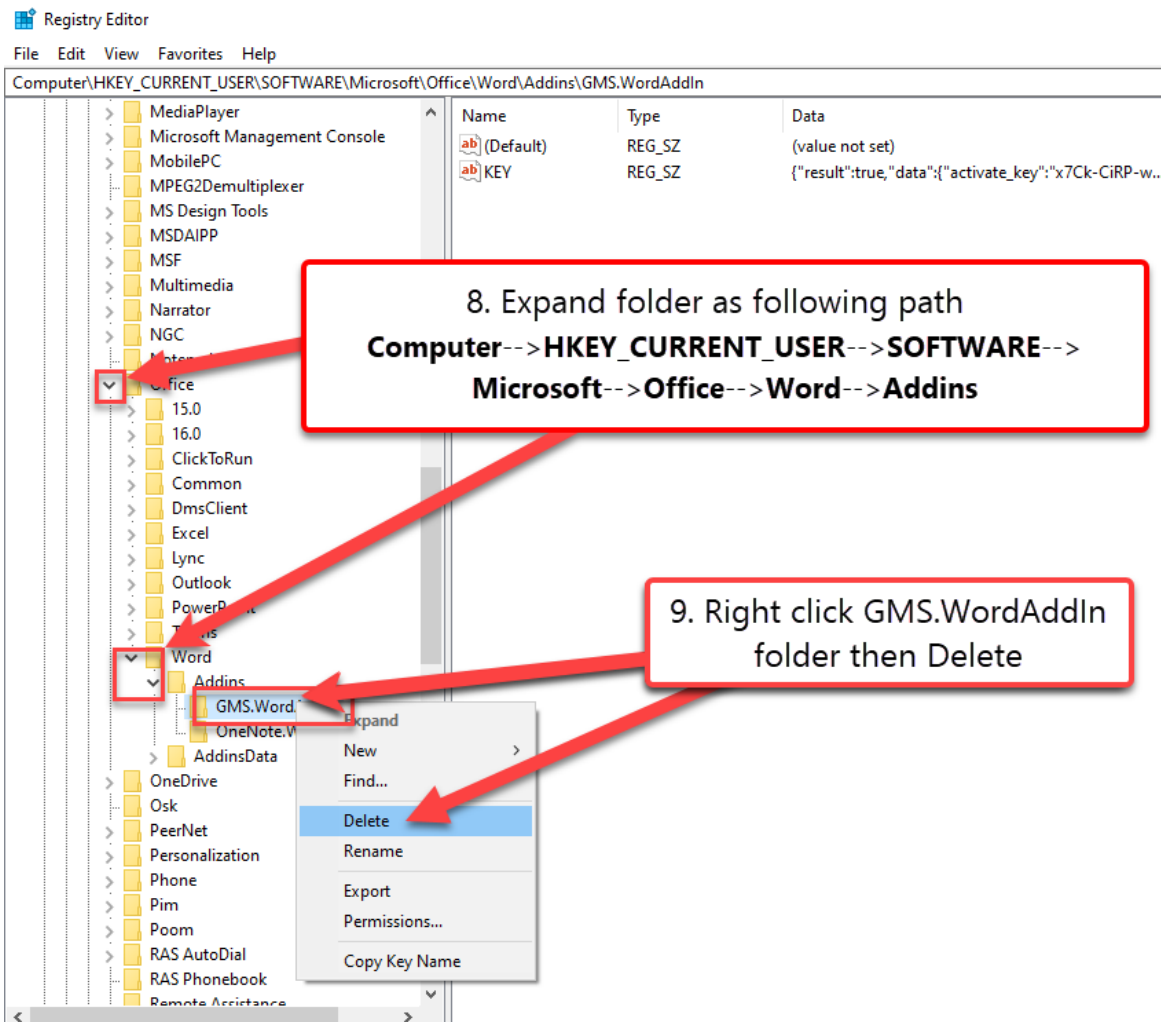 Registry Editor
File Edit View Favorites Help
Computer\HKEY_CURRENT_USER\SOFTWARE\Microsoft\Office\Word\Addins\GMS.WordAddIn
MediaPlayer
Microsoft Management Console
MobilePC
MPEG2Demultiplexer
MS Design Tools
MSDAIPP
MSF
Multimedia
Narrator
NGC
Office
15.0
16.0
ClickToRun
Common
DmsClient
Excel
Lync
Outlook
Word
Addins
GMS.Word
OneNote.W
AddinsData
OneDrive
Osk
PeerNet
Personalization
Phone
Pim
Poom
RAS AutoDial
RAS Phonebook
Remote Assistance
Name Type Data
(Default) REG_SZ (value not set)
KEY REG_SZ {"result":true,"data":{"activate_key":"x7Ck-CiRP-w...
8. Expand folder as following path
Computer-->HKEY_CURRENT_USER-->SOFTWARE-->
Microsoft-->Office-->Word-->Addins
9. Right click GMS.WordAddIn
folder then Delete
Expand
New
Find...
Delete
Rename
Export
Permissions...
Copy Key Name